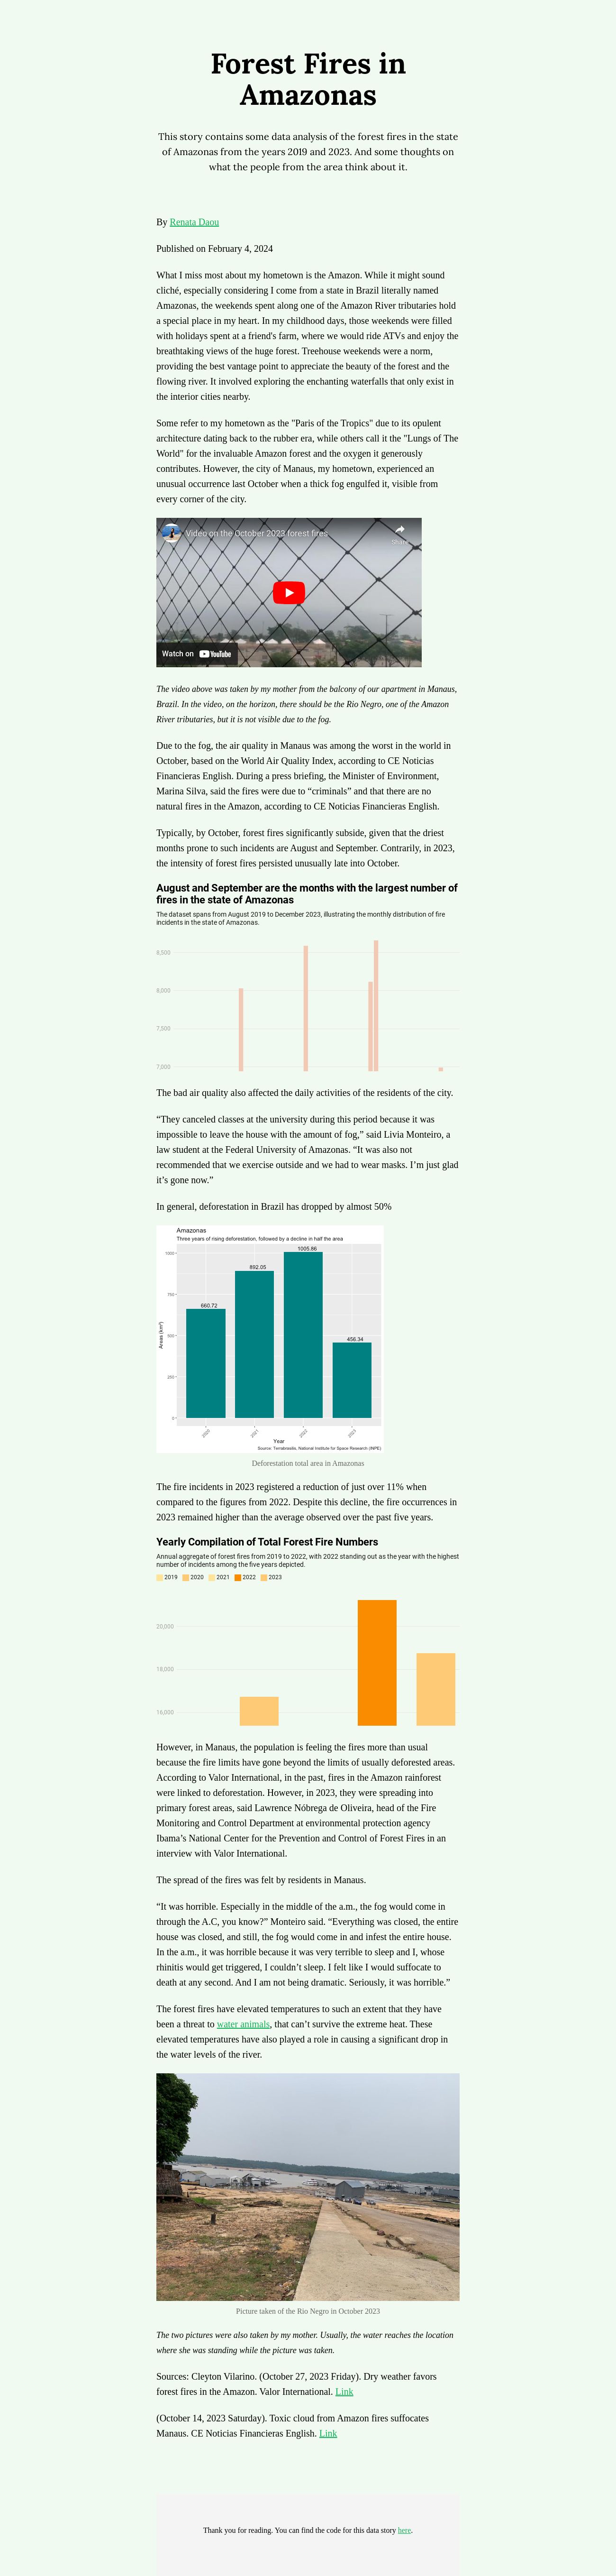 Forest Fires in
Amazonas
This story contains some data analysis of the forest fires in the state
of Amazonas from the years 2019 and 2023. And some thoughts on
what the people from the area think about it.
By Renata Daou
Published on February 4, 2024
What I miss most about my hometown is the Amazon. While it might sound
cliché, especially considering I come from a state in Brazil literally named
Amazonas, the weekends spent along one of the Amazon River tributaries hold
a special place in my heart. In my childhood days, those weekends were filled
with holidays spent at a friend's farm, where we would ride ATVs and enjoy the
breathtaking views of the huge forest. Treehouse weekends were a norm,
providing the best vantage point to appreciate the beauty of the forest and the
flowing river. It involved exploring the enchanting waterfalls that only exist in
the interior cities nearby.
Some refer to my hometown as the "Paris of the Tropics" due to its opulent
architecture dating back to the rubber era, while others call it the "Lungs of The
World" for the invaluable Amazon forest and the oxygen it generously
contributes. However, the city of Manaus, my hometown, experienced an
unusual occurrence last October when a thick fog engulfed it, visible from
every corner of the city.
Video on the October 2023 forest fires
Share
Watch on YouTube
The video above was taken by my mother from the balcony of our apartment in Manaus,
Brazil. In the video, on the horizon, there should be the Rio Negro, one of the Amazon
River tributaries, but it is not visible due to the fog.
Due to the fog, the air quality in Manaus was among the worst in the world in
October, based on the World Air Quality Index, according to CE Noticias
Financieras English. During a press briefing, the Minister of Environment,
Marina Silva, said the fires were due to “criminals” and that there are no
natural fires in the Amazon, according to CE Noticias Financieras English.
Typically, by October, forest fires significantly subside, given that the driest
months prone to such incidents are August and September. Contrarily, in 2023,
the intensity of forest fires persisted unusually late into October.
August and September are the months with the largest number of
fires in the state of Amazonas
The dataset spans from August 2019 to December 2023, illustrating the monthly distribution of fire
incidents in the state of Amazonas.
8,500
8,000
7,500
7,000
The bad air quality also affected the daily activities of the residents of the city.
“They canceled classes at the university during this period because it was
impossible to leave the house with the amount of fog,” said Livia Monteiro, a
law student at the Federal University of Amazonas. “It was also not
recommended that we exercise outside and we had to wear masks. I’m just glad
it’s gone now.”
In general, deforestation in Brazil has dropped by almost 50%
Amazonas
Three years of rising deforestation, followed by a decline in half the area
1005.86
1000
892.05
750
660.72
500
456.34
250
0
Areas (km²)
2020 2021 2022 2023
Year
Source: Terrabrasilis, National Institute for Space Research (INPE)
Deforestation total area in Amazonas
The fire incidents in 2023 registered a reduction of just over 11% when
compared to the figures from 2022. Despite this decline, the fire occurrences in
2023 remained higher than the average observed over the past five years.
Yearly Compilation of Total Forest Fire Numbers
Annual aggregate of forest fires from 2019 to 2022, with 2022 standing out as the year with the highest
number of incidents among the five years depicted.
2019 2020 2021 2022 2023
20,000
18,000
16,000
However, in Manaus, the population is feeling the fires more than usual
because the fire limits have gone beyond the limits of usually deforested areas.
According to Valor International, in the past, fires in the Amazon rainforest
were linked to deforestation. However, in 2023, they were spreading into
primary forest areas, said Lawrence Nóbrega de Oliveira, head of the Fire
Monitoring and Control Department at environmental protection agency
Ibama’s National Center for the Prevention and Control of Forest Fires in an
interview with Valor International.
The spread of the fires was felt by residents in Manaus.
“It was horrible. Especially in the middle of the a.m., the fog would come in
through the A.C, you know?” Monteiro said. “Everything was closed, the entire
house was closed, and still, the fog would come in and infest the entire house.
In the a.m., it was horrible because it was very terrible to sleep and I, whose
rhinitis would get triggered, I couldn’t sleep. I felt like I would suffocate to
death at any second. And I am not being dramatic. Seriously, it was horrible.”
The forest fires have elevated temperatures to such an extent that they have
been a threat to water animals, that can’t survive the extreme heat. These
elevated temperatures have also played a role in causing a significant drop in
the water levels of the river.
Picture taken of the Rio Negro in October 2023
The two pictures were also taken by my mother. Usually, the water reaches the location
where she was standing while the picture was taken.
Sources: Cleyton Vilarino. (October 27, 2023 Friday). Dry weather favors
forest fires in the Amazon. Valor International. Link
(October 14, 2023 Saturday). Toxic cloud from Amazon fires suffocates
Manaus. CE Noticias Financieras English. Link
Thank you for reading. You can find the code for this data story here.